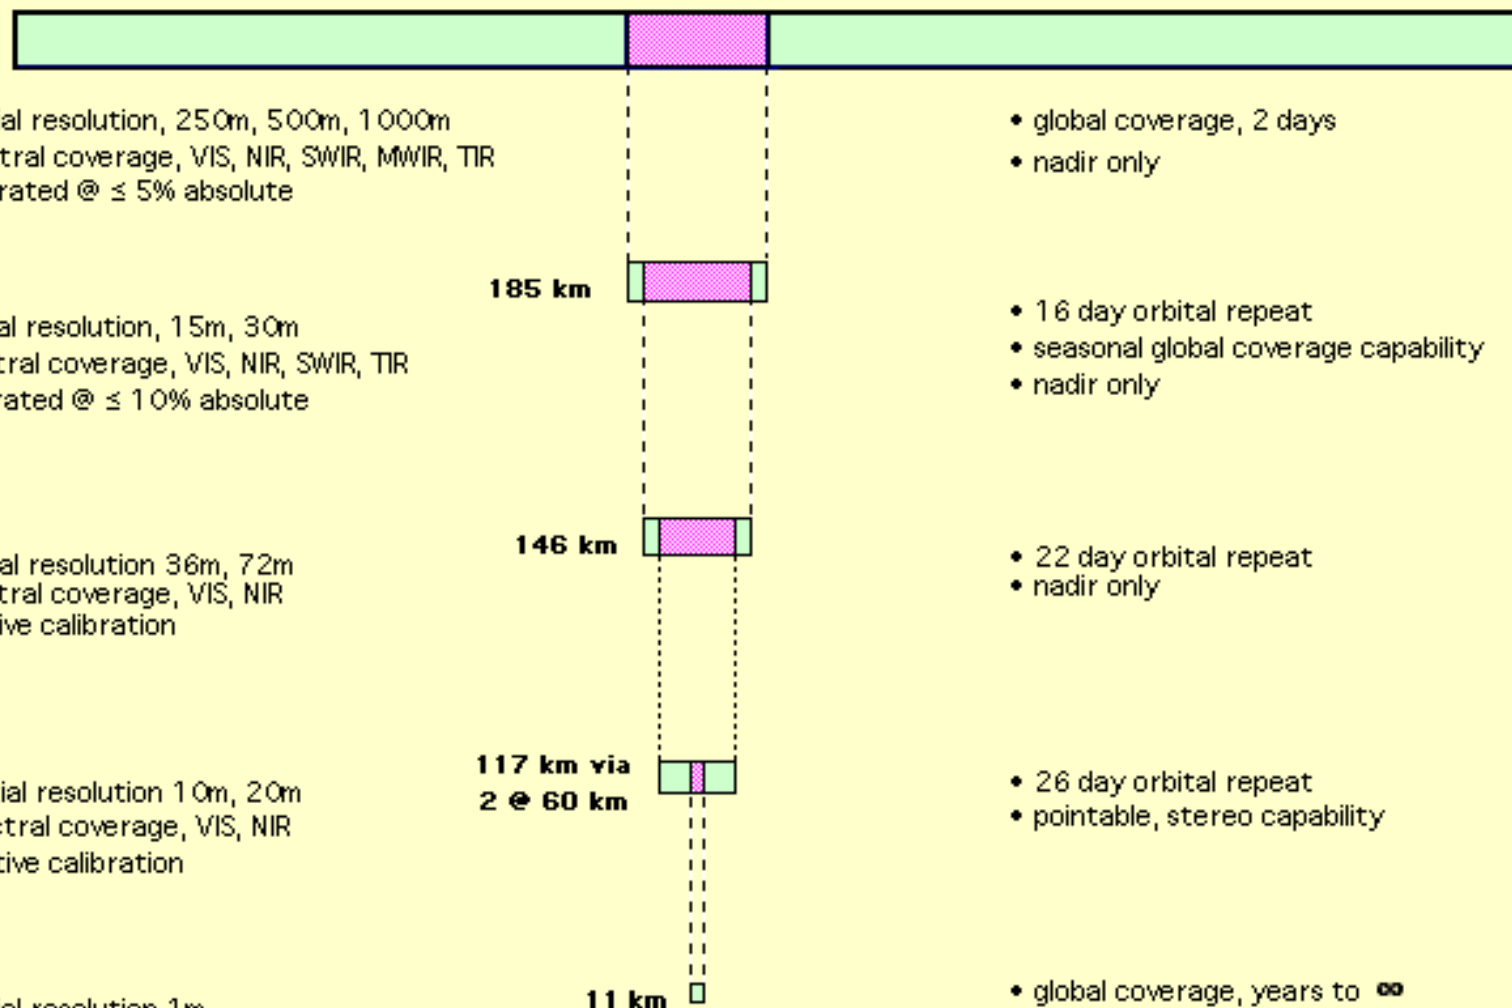 al resolution, 250m, 500m, 1000m
tral coverage, VIS, NIR, SWIR, MWIR, TIR
rated @ ≤ 5% absolute
• global coverage, 2 days
• nadir only
185 km
al resolution, 15m, 30m
tral coverage, VIS, NIR, SWIR, TIR
rated @ ≤ 10% absolute
• 16 day orbital repeat
• seasonal global coverage capability
• nadir only
146 km
al resolution 36m, 72m
tral coverage, VIS, NIR
ive calibration
• 22 day orbital repeat
• nadir only
117 km via
2 @ 60 km
ial resolution 10m, 20m
ctral coverage, VIS, NIR
tive calibration
• 26 day orbital repeat
• pointable, stereo capability
11 km
ial resolution 1m
• global coverage, years to ∞